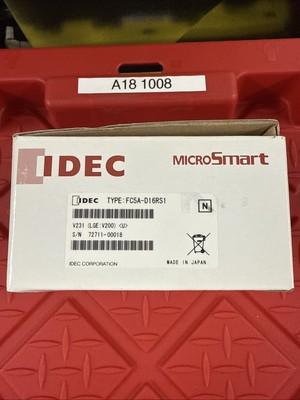 A18 1008
IDEC
MICROSmart
IDEC TYPE:FC5A-D16RS1
N
V231 (LGE:V200) <U>
S/N 72711-00018
IDEC CORPORATION
MADE IN JAPAN